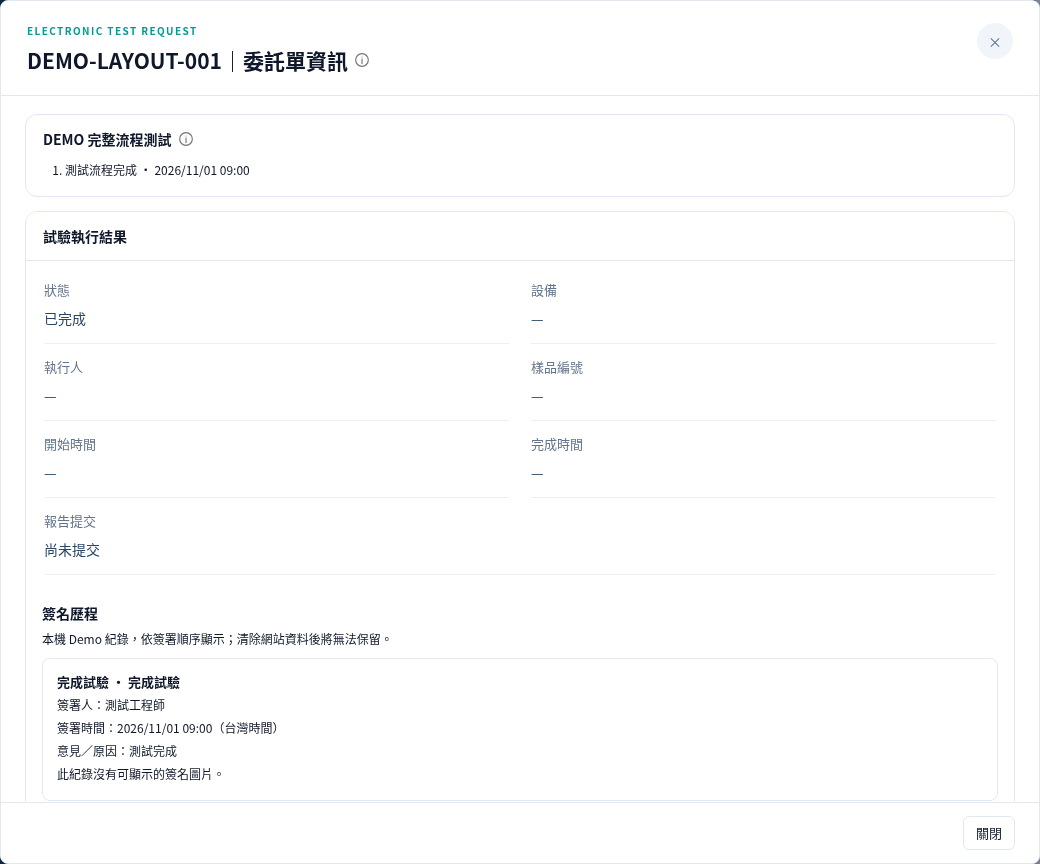 ELECTRONIC TEST REQUEST
DEMO-LAYOUT-001｜委託單資訊
DEMO 完整流程測試
1. 測試流程完成 · 2026/11/01 09:00
試驗執行結果
狀態
已完成
設備
—
執行人
—
樣品編號
—
開始時間
—
完成時間
—
報告提交
尚未提交
簽名歷程
本機 Demo 紀錄，依簽署順序顯示；清除網站資料後將無法保留。
完成試驗 · 完成試驗
簽署人：測試工程師
簽署時間：2026/11/01 09:00（台灣時間）
意見／原因：測試完成
此紀錄沒有可顯示的簽名圖片。
關閉